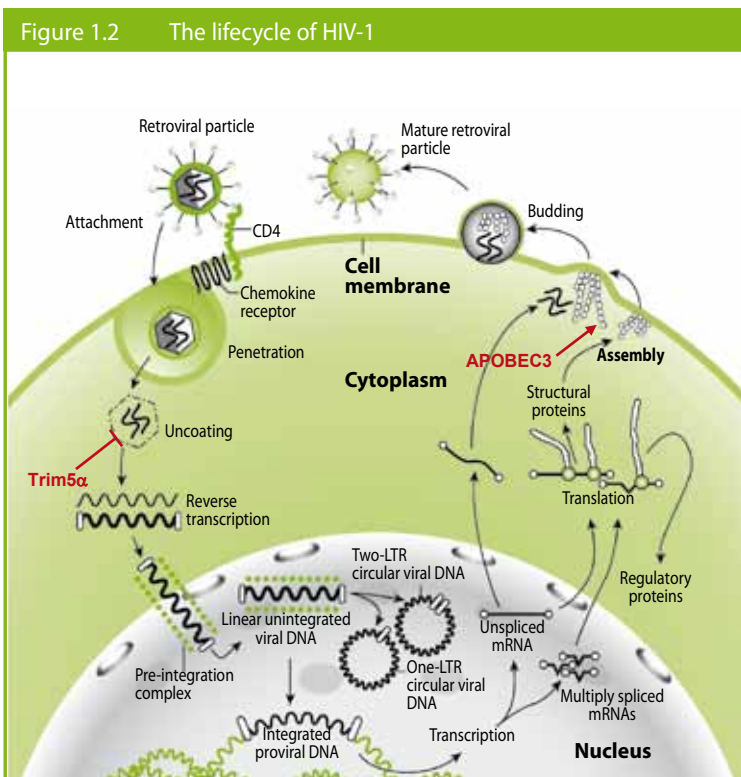 Figure 1.2 The lifecycle of HIV-1
Retroviral particle
Mature retroviral
particle
Attachment
CD4
Budding
Cell
membrane
Chemokine
receptor
Penetration
APOBEC3
Assembly
Cytoplasm
Structural
proteins
Uncoating
Trim5α
Translation
Reverse
transcription
Two-LTR
circular viral DNA
Regulatory
proteins
Linear unintegrated
viral DNA
Unspliced
mRNA
One-LTR
circular viral
DNA
Pre-integration
complex
Multiply spliced
mRNAs
Integrated
proviral DNA
Transcription
Nucleus